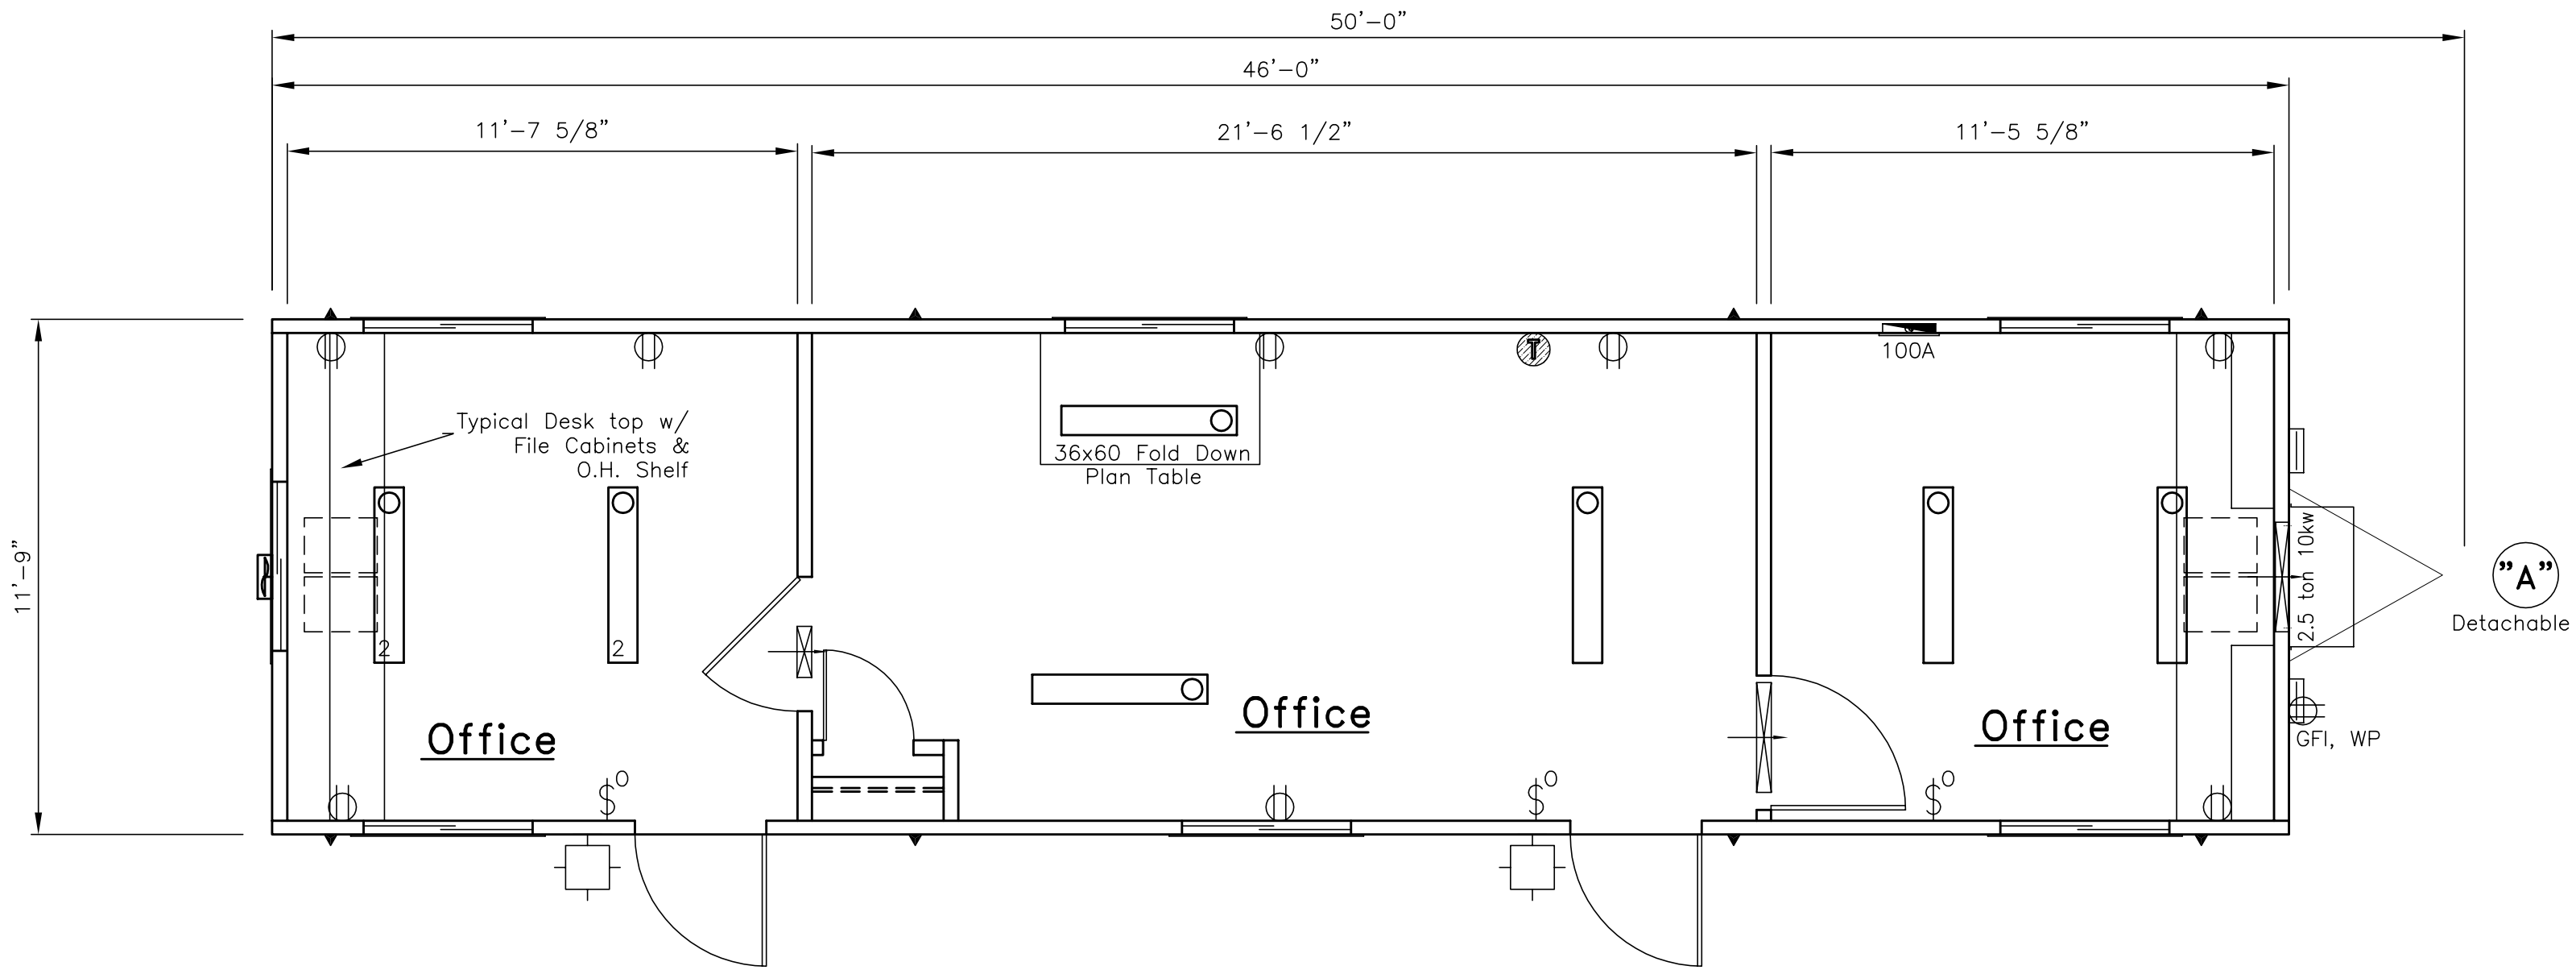 50'-0"
46'-0"
11'-7 5/8"
21'-6 1/2"
11'-5 5/8"
11'-9"
T
100A
Typical Desk top w/
File Cabinets &
O.H. Shelf
36x60 Fold Down
Plan Table
2
2
2.5 ton 10kw
"A"
Detachable
Office
Office
Office
GFI, WP
$O
$O
$O